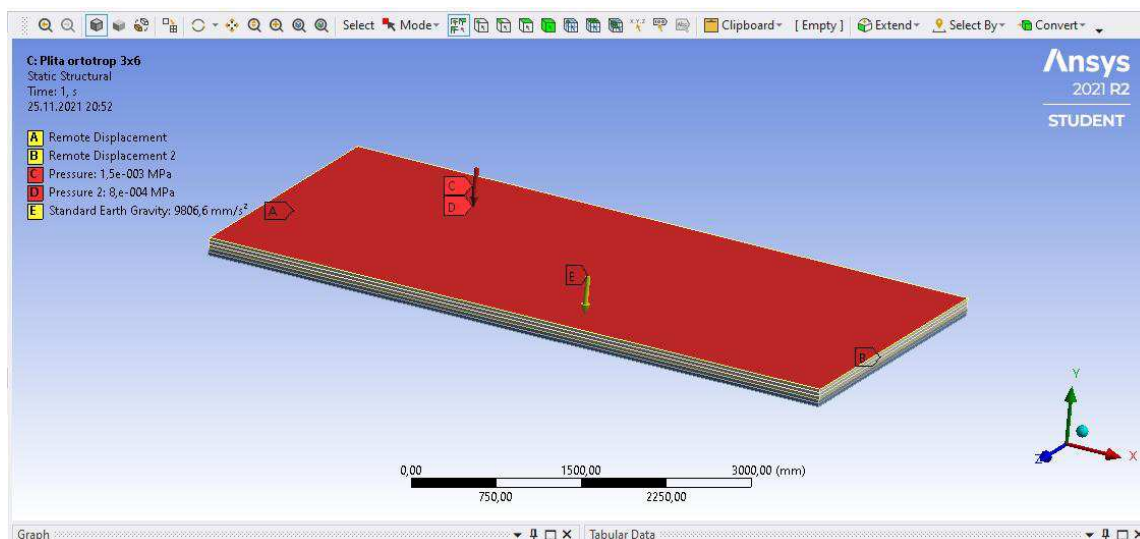 Select Mode Clipboard [ Empty ] Extend Select By Convert
C: Plita ortotrop 3x6
Static Structural
Time: 1, s
25.11.2021 20:52
A Remote Displacement
B Remote Displacement 2
C Pressure: 1,5e-003 MPa
D Pressure 2: 8,e-004 MPa
E Standard Earth Gravity: 9806,6 mm/s²
Ansys
2021 R2
STUDENT
C
D
A
E
B
Y
Z
X
0,00 1500,00 3000,00 (mm)
750,00 2250,00
Graph Tabular Data